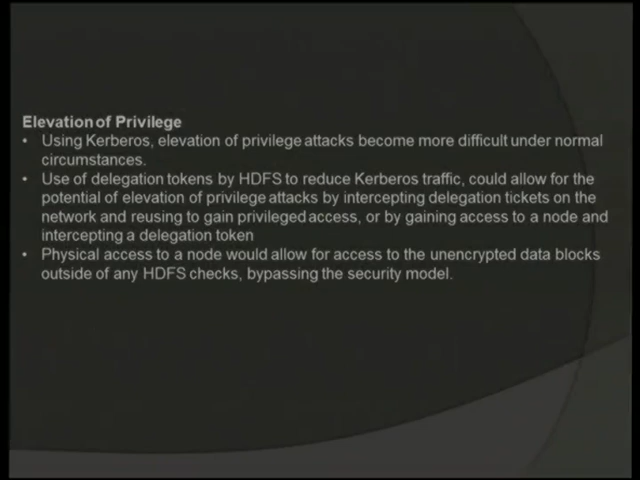 Elevation of Privilege
• Using Kerberos, elevation of privilege attacks become more difficult under normal
circumstances.
• Use of delegation tokens by HDFS to reduce Kerberos traffic, could allow for the
potential of elevation of privilege attacks by intercepting delegation tickets on the
network and reusing to gain privileged access, or by gaining access to a node and
intercepting a delegation token
• Physical access to a node would allow for access to the unencrypted data blocks
outside of any HDFS checks, bypassing the security model.